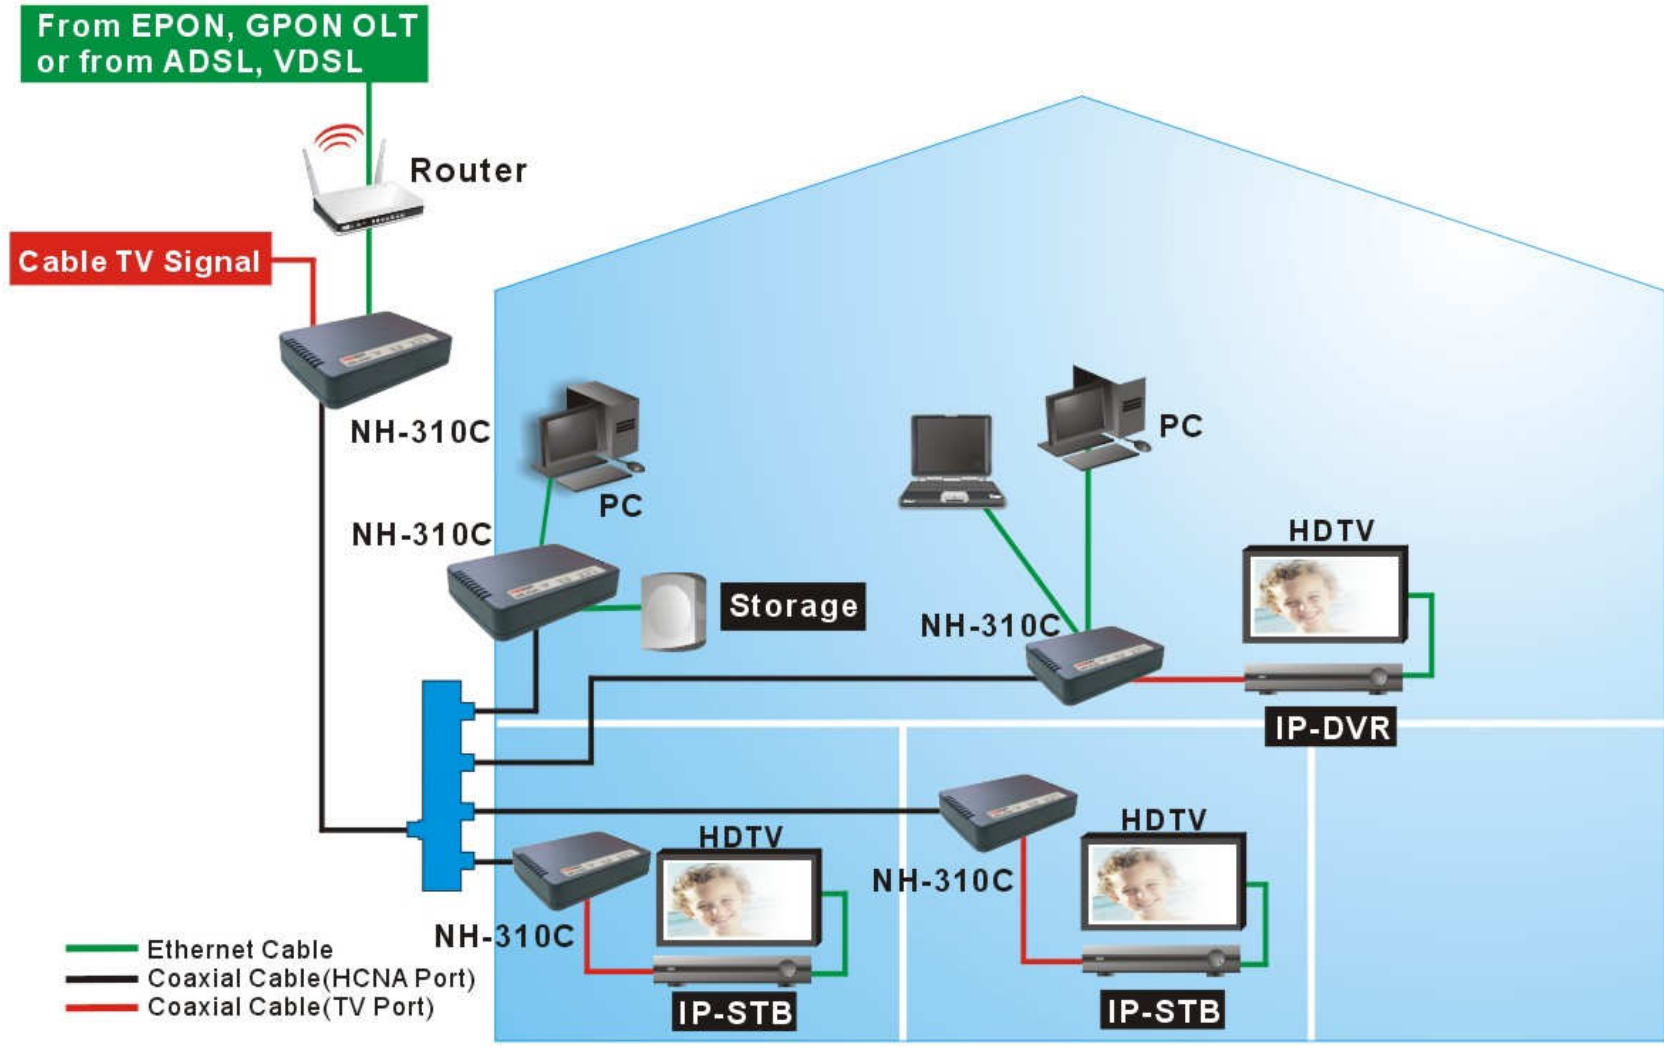 From EPON, GPON OLT
or from ADSL, VDSL
Router
Cable TV Signal
NH-310C
PC
NH-310C
Storage
PC
HDTV
NH-310C
IP-DVR
HDTV
NH-310C
IP-STB
HDTV
NH-310C
IP-STB
Ethernet Cable
Coaxial Cable(HCNA Port)
Coaxial Cable(TV Port)